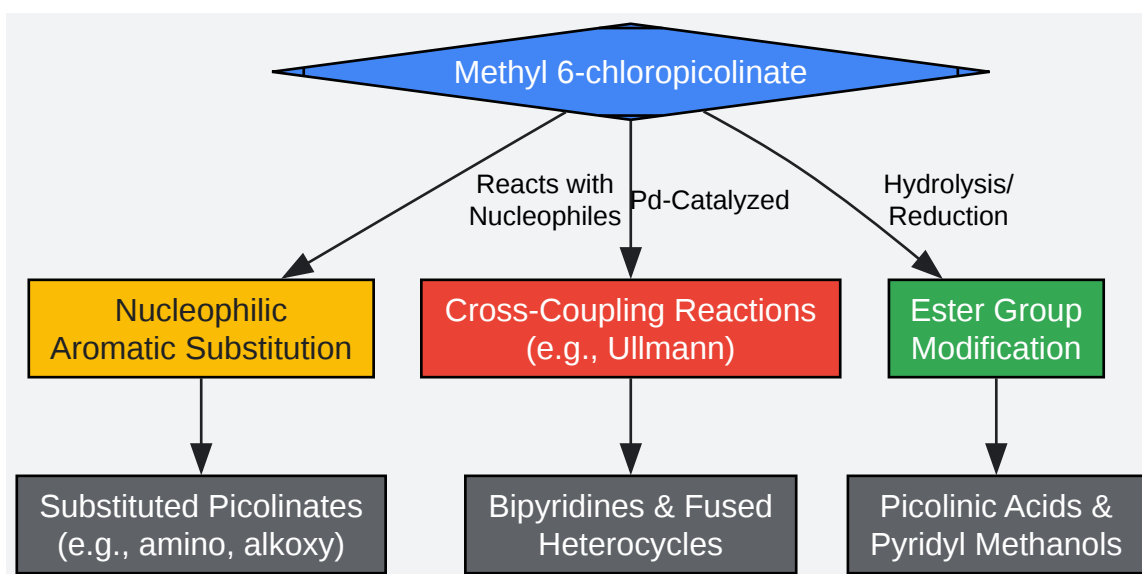 Methyl 6-chloropicolinate
Reacts with
Nucleophiles
Pd-Catalyzed
Hydrolysis/
Reduction
Nucleophilic
Aromatic Substitution
Cross-Coupling Reactions
(e.g., Ullmann)
Ester Group
Modification
Substituted Picolinates
(e.g., amino, alkoxy)
Bipyridines & Fused
Heterocycles
Picolinic Acids &
Pyridyl Methanols